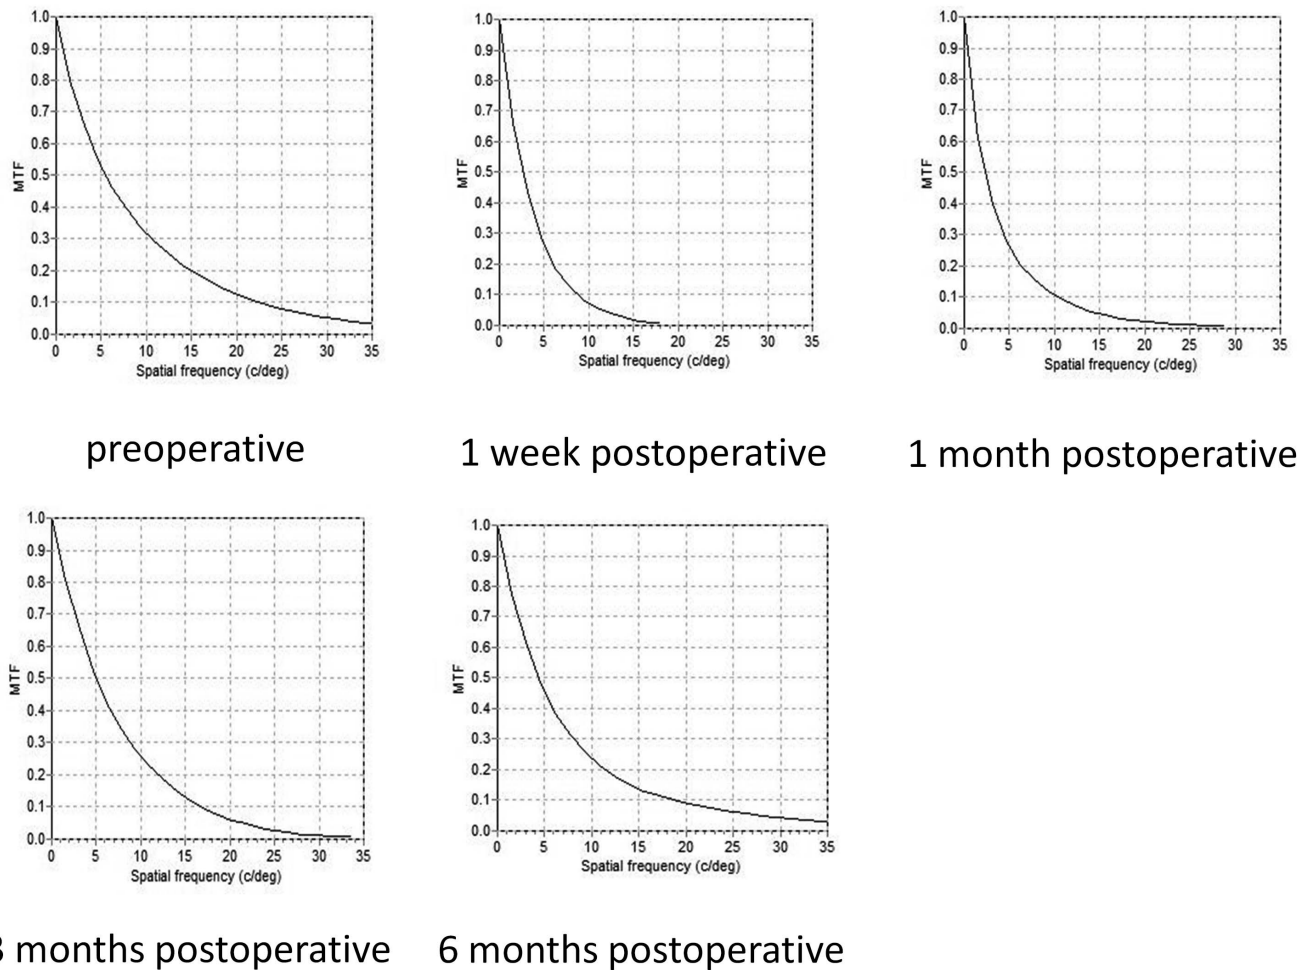 1.0 1.0 1.0
0.9 0.9 0.9
0.8 0.8 0.8
0.7 0.7 0.7
0.6 0.6 0.6
0.5 0.5 0.5
MTF MTF MTF
0.4 0.4 0.4
0.3 0.3 0.3
0.2 0.2 0.2
0.1 0.1 0.1
0.0 0.0 0.0
0 5 10 15 20 25 30 35 0 5 10 15 20 25 30 35 0 5 10 15 20 25 30 35
Spatial frequency (c/deg) Spatial frequency (c/deg) Spatial frequency (c/deg)
preoperative 1 week postoperative 1 month postoperative
1.0 1.0
0.9 0.9
0.8 0.8
0.7 0.7
0.6 0.6
0.5 0.5
MTF MTF
0.4 0.4
0.3 0.3
0.2 0.2
0.1 0.1
0.0 0.0
0 5 10 15 20 25 30 35 0 5 10 15 20 25 30 35
Spatial frequency (c/deg) Spatial frequency (c/deg)
3 months postoperative 6 months postoperative